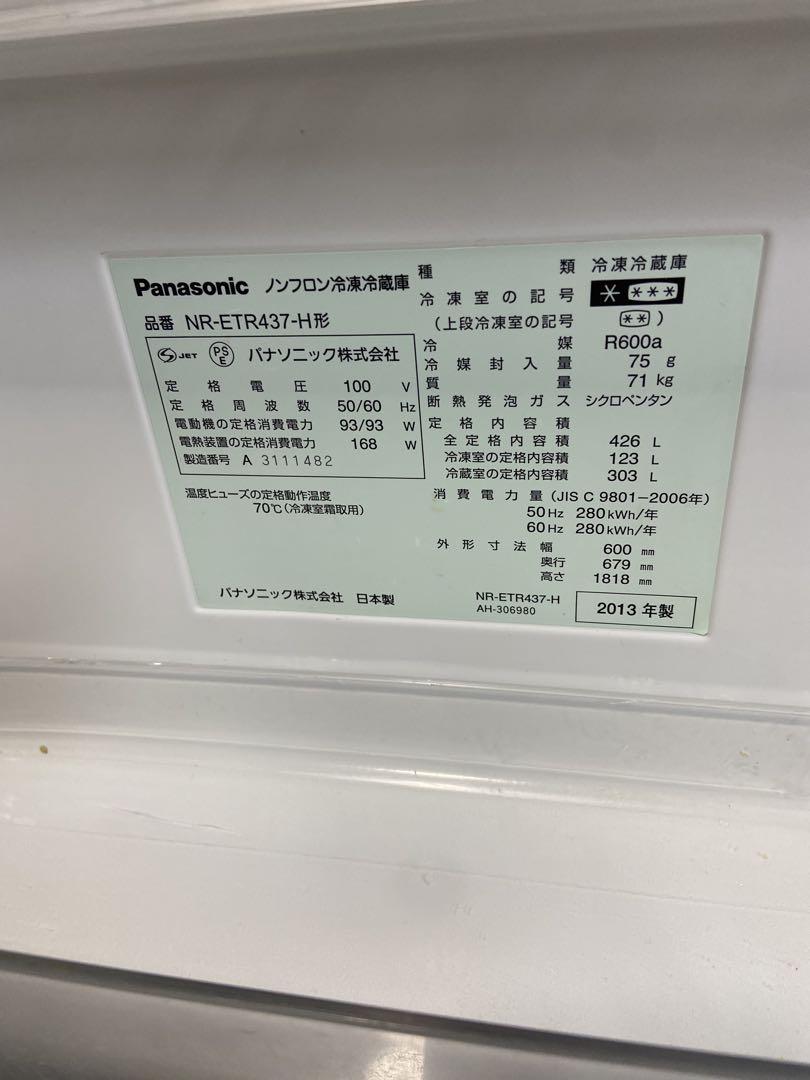 Panasonic ノンフロン冷凍冷蔵庫
品番 NR-ETR437-H形
S JET PS E パナソニック株式会社
定格電圧 100 V
定格周波数 50/60 Hz
電動機の定格消費電力 93/93 W
電熱装置の定格消費電力 168 W
製造番号 A 3111482
温度ヒューズの定格動作温度
70℃(冷凍室霜取用)
パナソニック株式会社 日本製
種類 冷凍冷蔵庫
冷凍室の記号 * ***
(上段冷凍室の記号 ** )
冷媒 R600a
冷媒封入量 75 g
質量 71 kg
断熱発泡ガス シクロペンタン
定格内容積
全定格内容積 426 L
冷凍室の定格内容積 123 L
冷蔵室の定格内容積 303 L
消費電力量(JIS C 9801-2006年)
50Hz 280kWh/年
60Hz 280kWh/年
外形寸法幅 600 mm
奥行 679 mm
高さ 1818 mm
NR-ETR437-H
AH-306980
2013年製